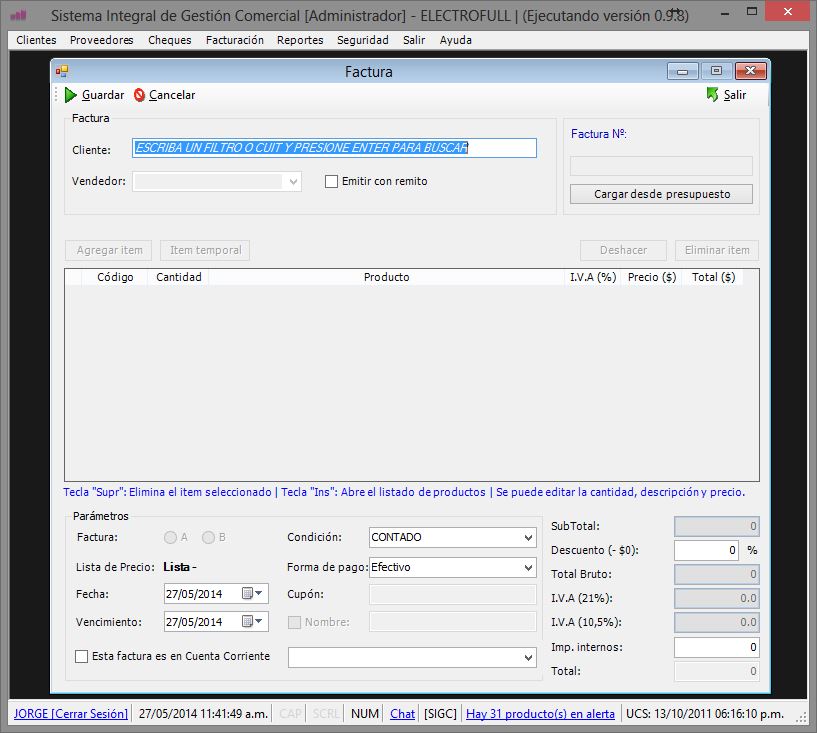 Sistema Integral de Gestión Comercial [Administrador] - ELECTROFULL | (Ejecutando versión 0.9.8)
Clientes Proveedores Cheques Facturación Reportes Seguridad Salir Ayuda
Factura
Guardar Cancelar Salir
Factura
Cliente: ESCRIBA UN FILTRO O CUIT Y PRESIONE ENTER PARA BUSCAR
Factura Nº:
Vendedor: Emitir con remito
Cargar desde presupuesto
Agregar item Item temporal Deshacer Eliminar item
Código Cantidad Producto I.V.A (%) Precio ($) Total ($)
Tecla "Supr": Elimina el item seleccionado | Tecla "Ins": Abre el listado de productos | Se puede editar la cantidad, descripción y precio.
Parámetros
Factura: A B Condición: CONTADO
Lista de Precio: Lista - Forma de pago: Efectivo
Fecha: 27/05/2014 Cupón:
Vencimiento: 27/05/2014 Nombre:
Esta factura es en Cuenta Corriente
SubTotal: 0
Descuento (- $0): 0 %
Total Bruto: 0
I.V.A (21%): 0.0
I.V.A (10,5%): 0.0
Imp. internos: 0
Total: 0
JORGE [Cerrar Sesión] 27/05/2014 11:41:49 a.m. CAP SCRL NUM Chat [SIGC] Hay 31 producto(s) en alerta UCS: 13/10/2011 06:16:10 p.m.